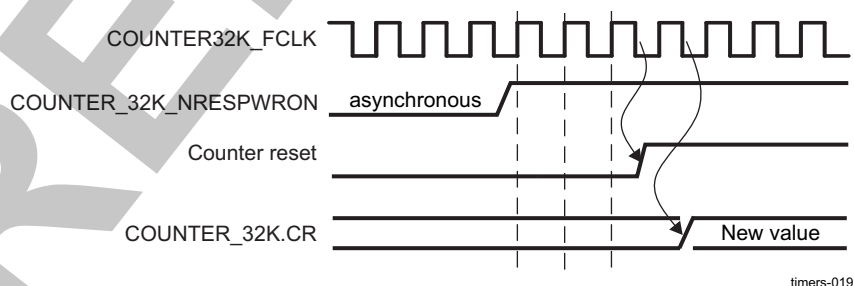 COUNTER32K_FCLK
COUNTER_32K_NRESPWRON
asynchronous
Counter reset
COUNTER_32K.CR
New value
timers-019